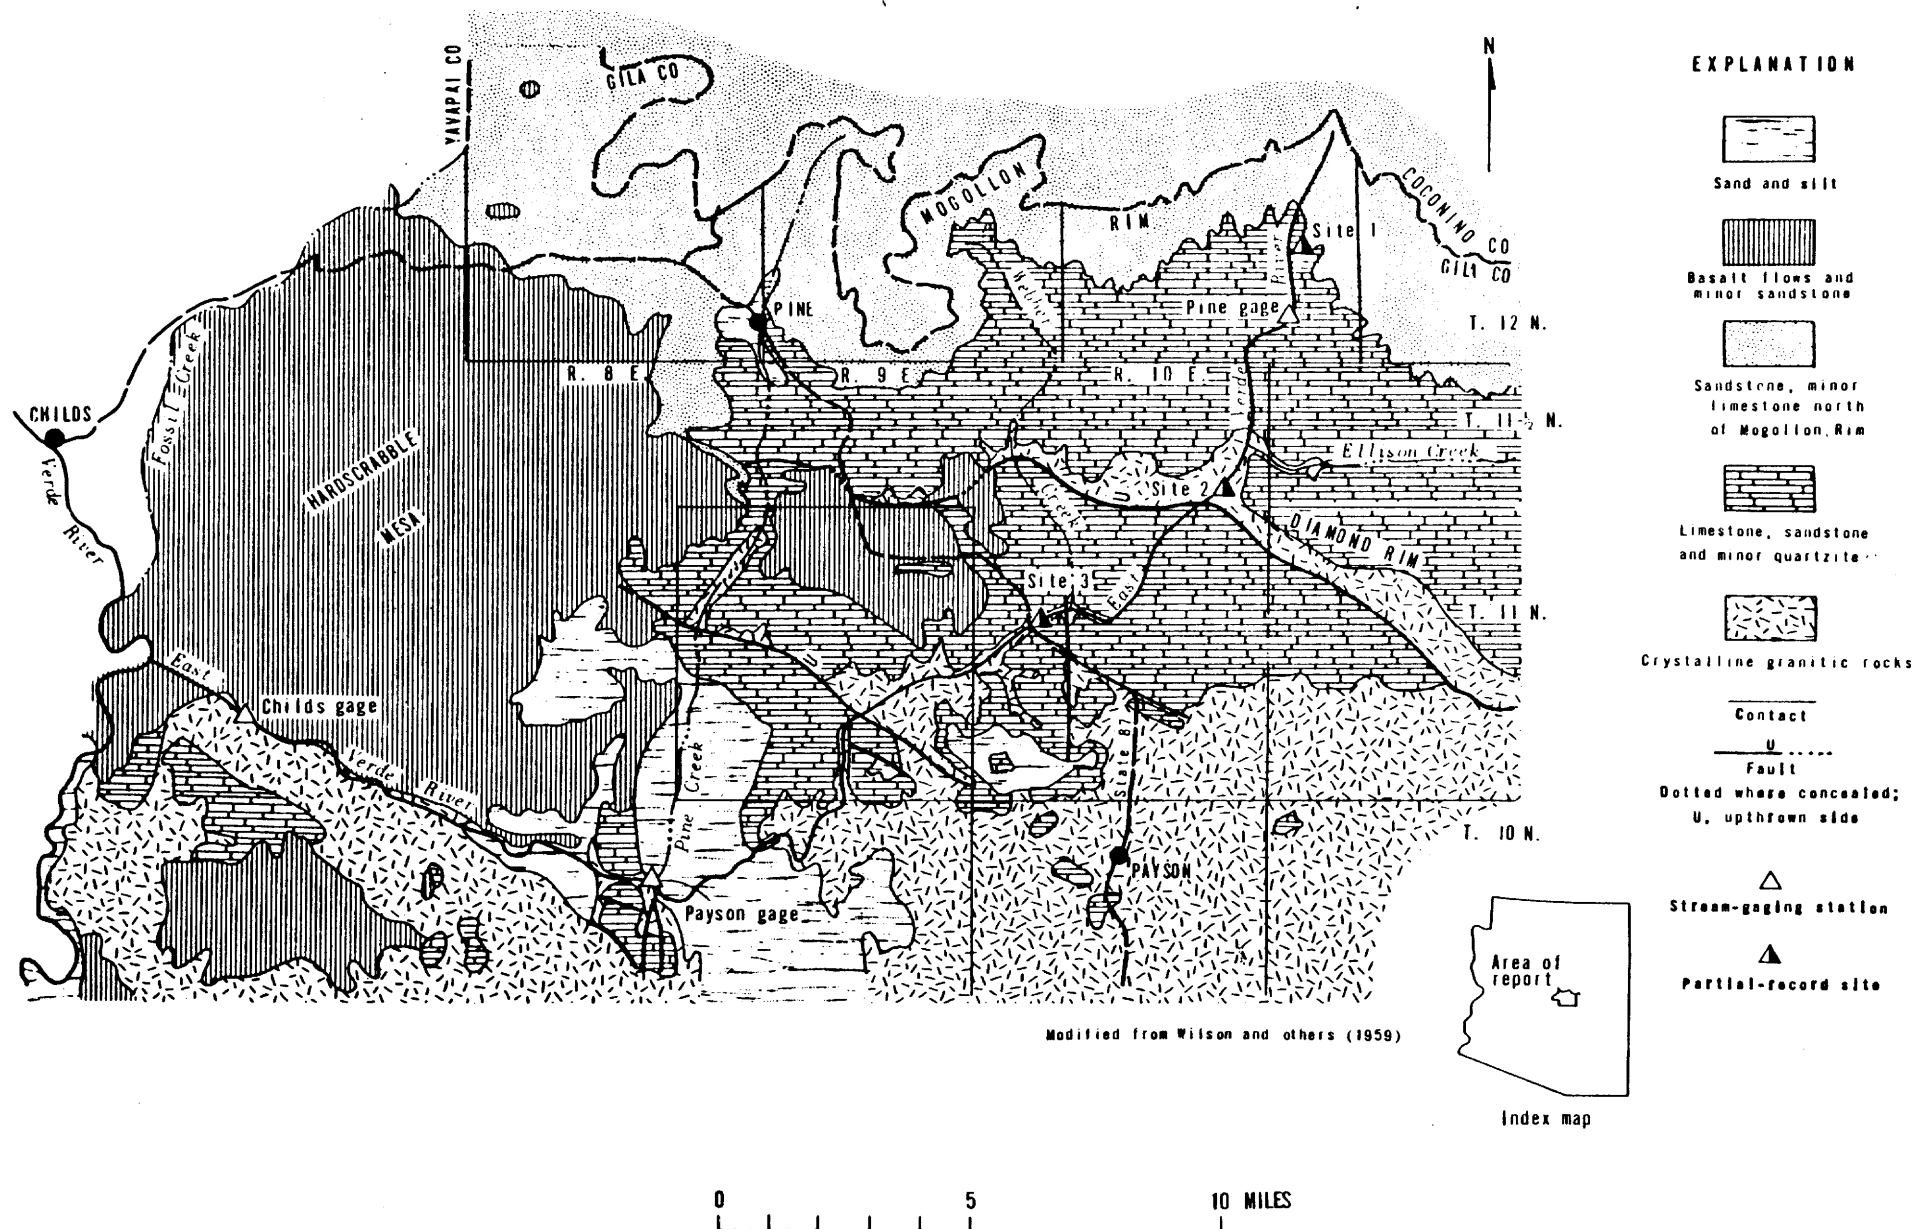 N
YAVAPAI CO
GILA CO
MOGOLLON
RIM
COCONINO CO
GILA CO
Site 1
River
Pine gage
Webber
PINE
T. 12 N.
R. 8 E.
R. 9 E.
R. 10 E.
Verde
T. 11 ½ N.
CHILDS
Fossil Creek
Verde
River
HARDSCRABBLE
MESA
Ellison Creek
Site 2
U
Creek
DIAMOND RIM
Site 3
East
T. 11 N.
U
East
Childs gage
Verde River
Pine Creek
State 87
T. 10 N.
PAYSON
Payson gage
Modified from Wilson and others (1959)
EXPLANATION
Sand and silt
Basalt flows and
minor sandstone
Sandstone, minor
limestone north
of Mogollon Rim
Limestone, sandstone
and minor quartzite
Crystalline granitic rocks
Contact
U
Fault
Dotted where concealed;
U, upthrown side
Stream-gaging station
Partial-record site
Area of
report
Index map
0 5 10 MILES